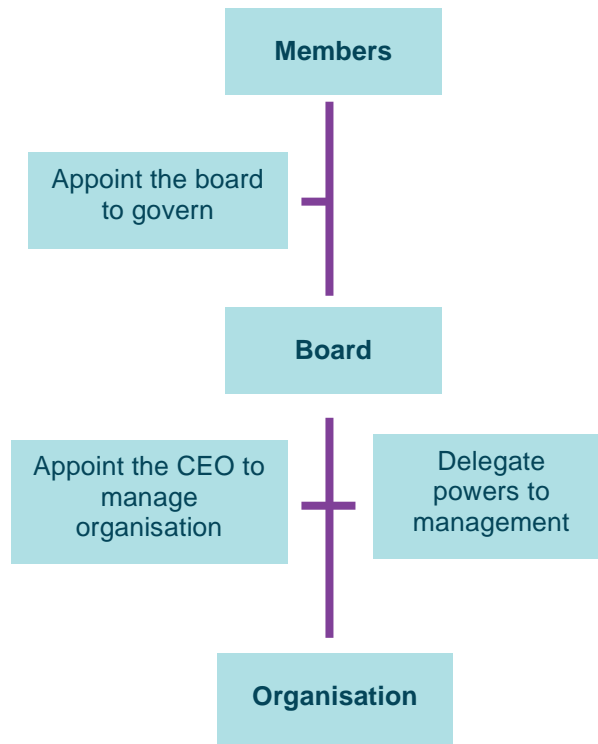 Members
Appoint the board
to govern
Board
Appoint the CEO to
manage
organisation
Delegate
powers to
management
Organisation